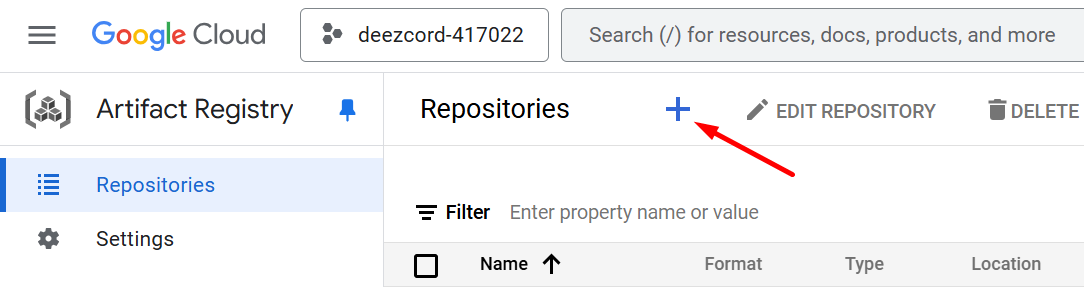 Google Cloud
deezcord-417022
Search (/) for resources, docs, products, and more
Artifact Registry
Repositories
EDIT REPOSITORY
DELETE
Repositories
Settings
Filter
Enter property name or value
Name
Format
Type
Location